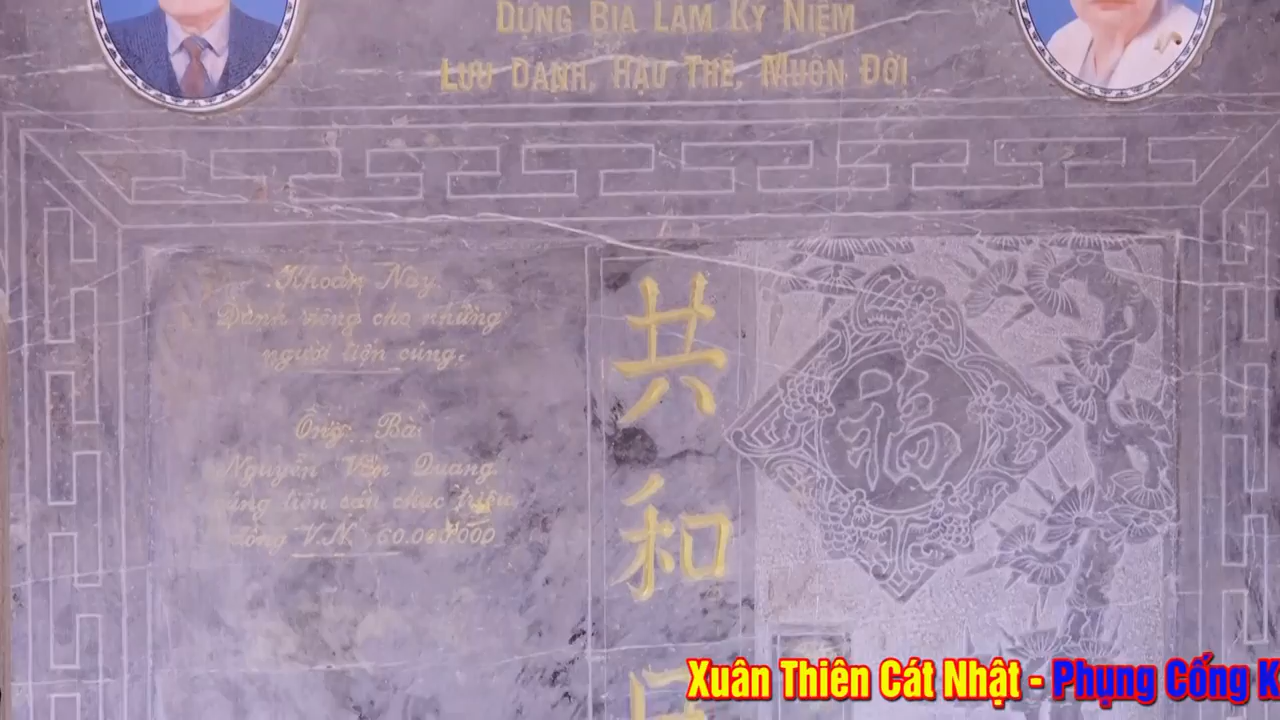 DỰNG BIA LÀM KỶ NIỆM
LƯU DANH, HẬU THẾ, MUÔN ĐỜI
Khoản Này
Dành riêng cho những
người tiện cúng.
Ông Bà
Nguyễn Văn Quang
cúng tiền sáu chục triệu
đồng V.N 60.000'000
共
和
福
Xuân Thiên Cát Nhật - Phụng Cống K